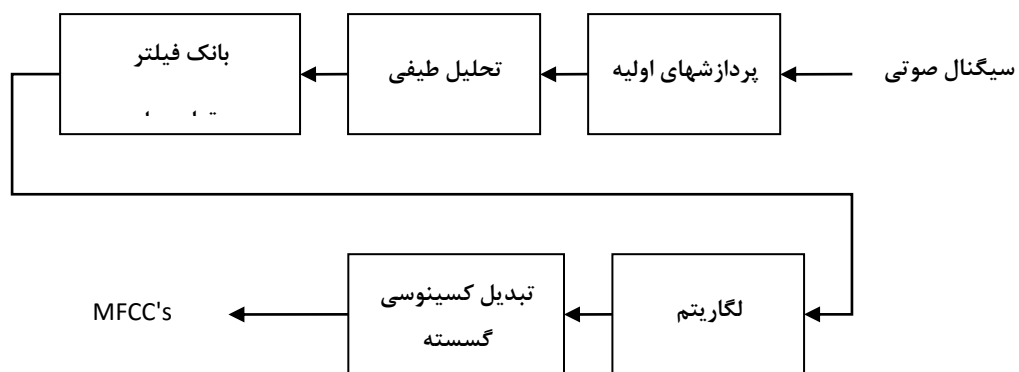 سیگنال صوتی
پردازشهای اولیه
تحلیل طیفی
بانک فیلتر
لگاریتم
تبدیل کسینوسی
گسسته
MFCC's